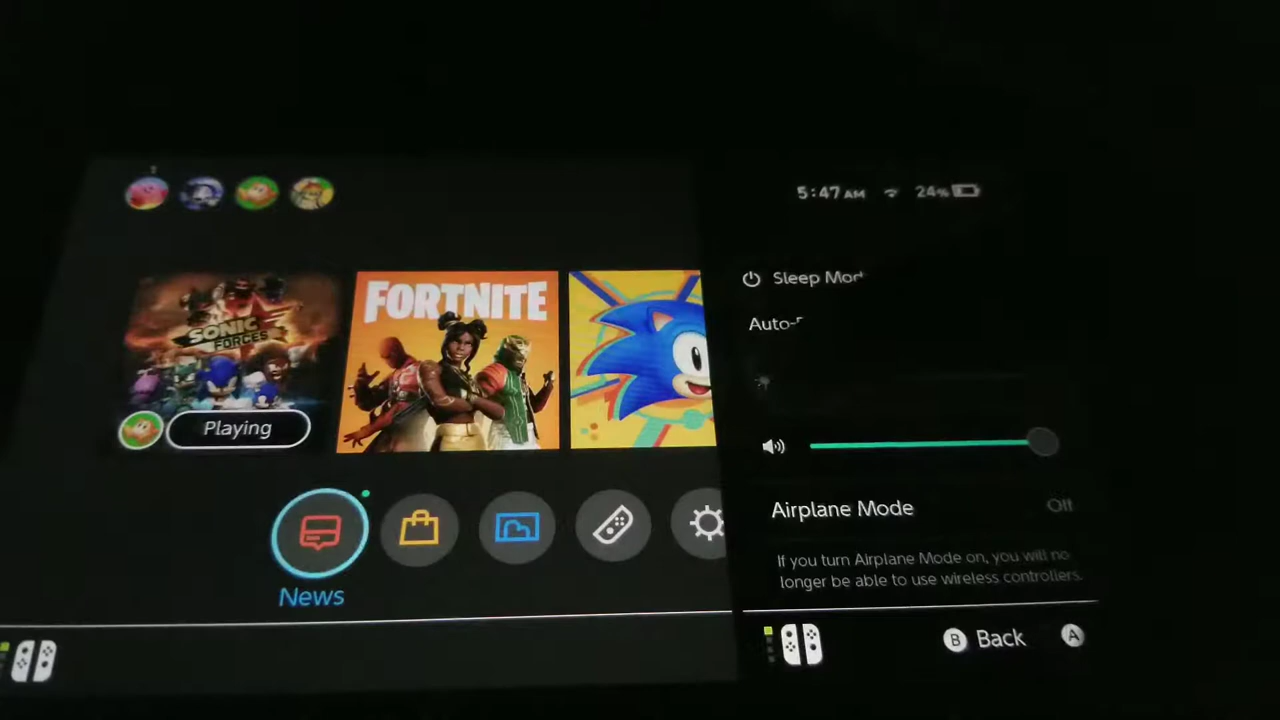 5:47 AM 24%
Sleep Mod
Auto-
SONIC
FORCES
FORTNITE
Playing
Airplane Mode Off
If you turn Airplane Mode on, you will no
longer be able to use wireless controllers.
News
B Back A